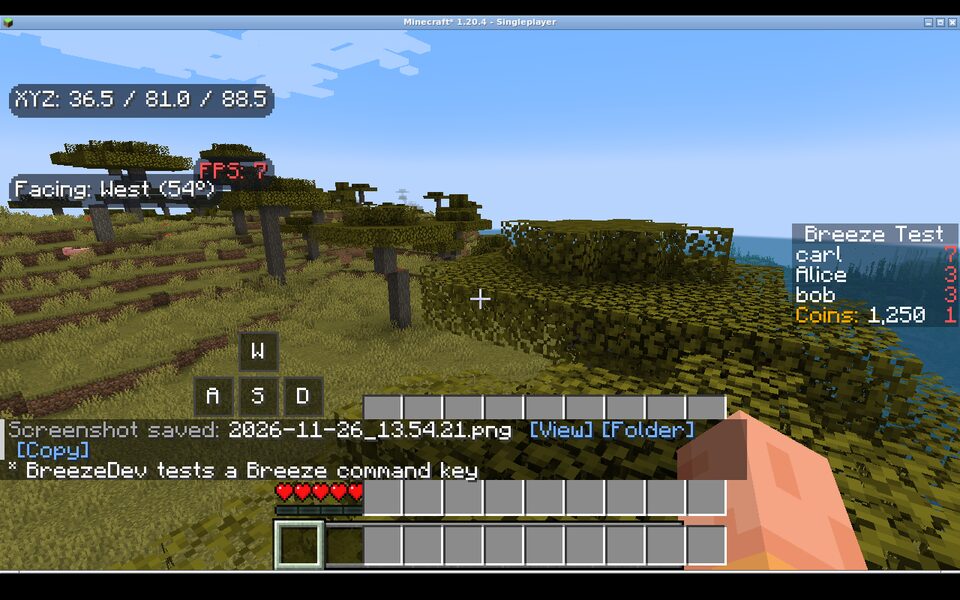 Minecraft* 1.20.4 - Singleplayer
XYZ: 36.5 / 81.0 / 88.5
FPS: 7
Facing: West (54°)
Breeze Test
carl 7
Alice 3
bob 3
Coins: 1,250 1
W
A S D
Screenshot saved: 2026-11-26_13.54.21.png [View] [Folder]
[Copy]
* BreezeDev tests a Breeze command key